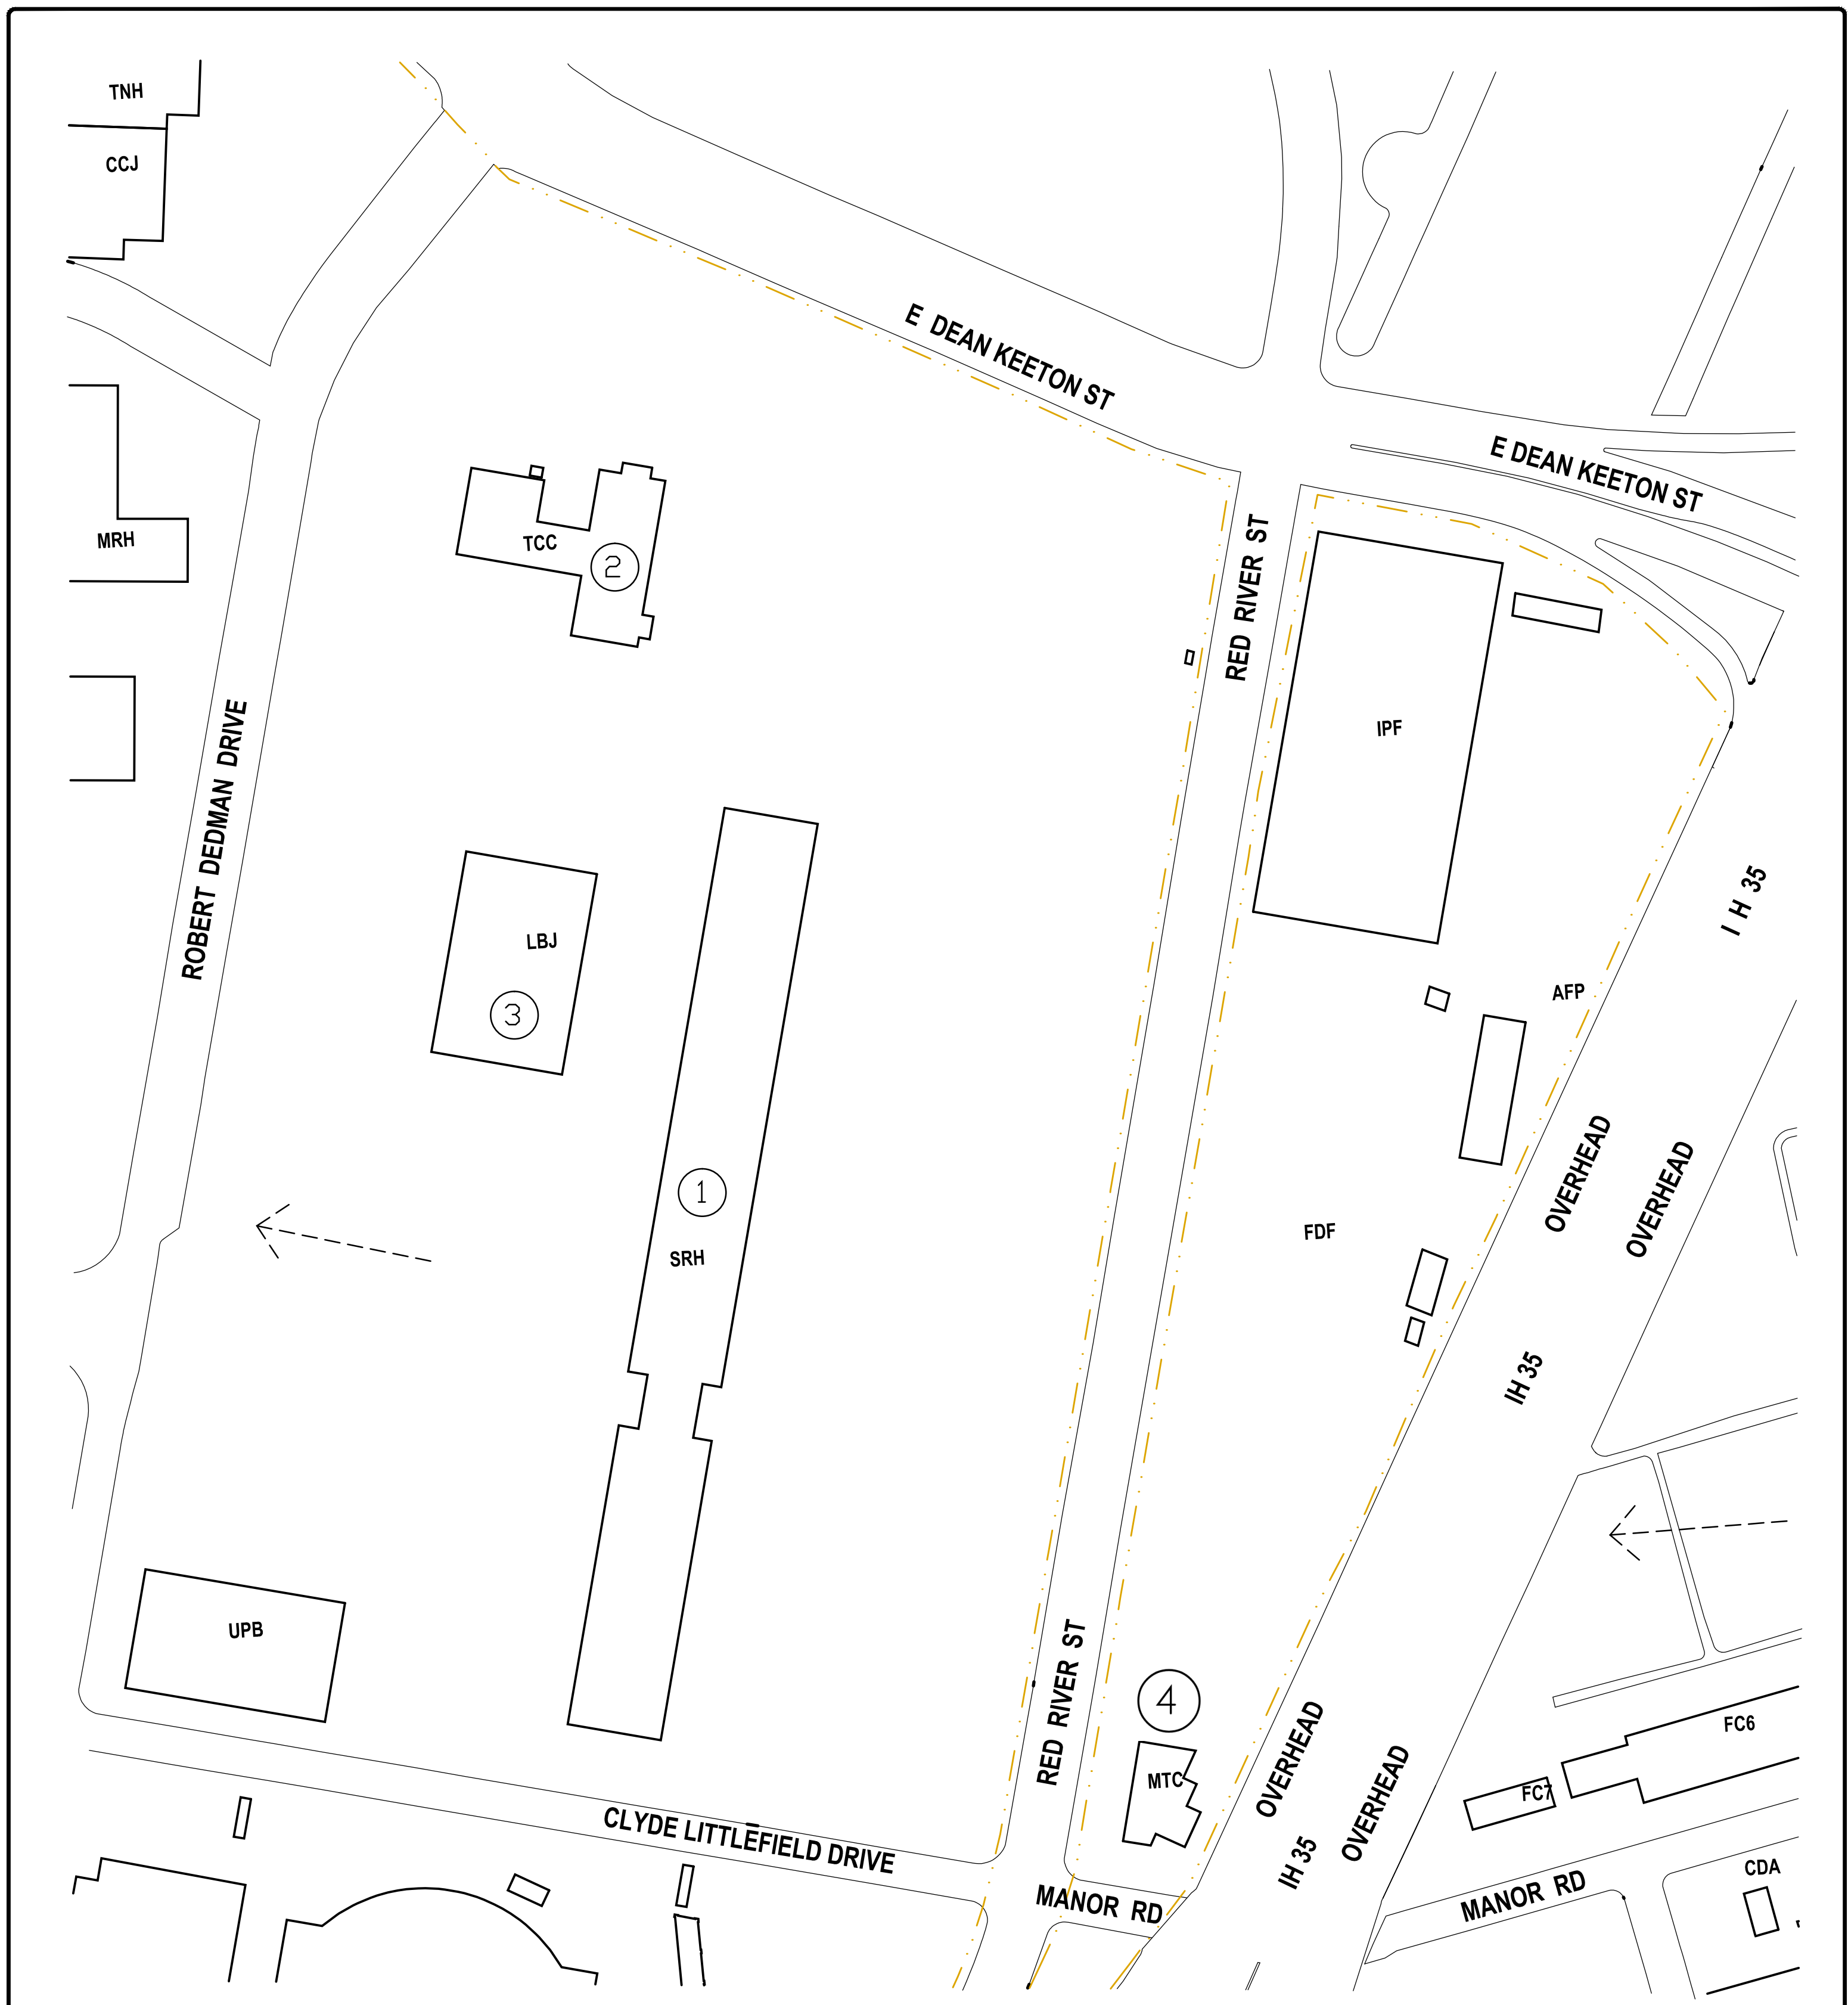 TNH
CCJ
E DEAN KEETON ST
E DEAN KEETON ST
MRH
TCC
2
RED RIVER ST
IPF
ROBERT DEDMAN DRIVE
LBJ
3
I H 35
AFP
1
SRH
OVERHEAD
OVERHEAD
FDF
IH 35
UPB
RED RIVER ST
4
MTC
OVERHEAD
OVERHEAD
IH 35
FC6
FC7
CLYDE LITTLEFIELD DRIVE
MANOR RD
MANOR RD
CDA